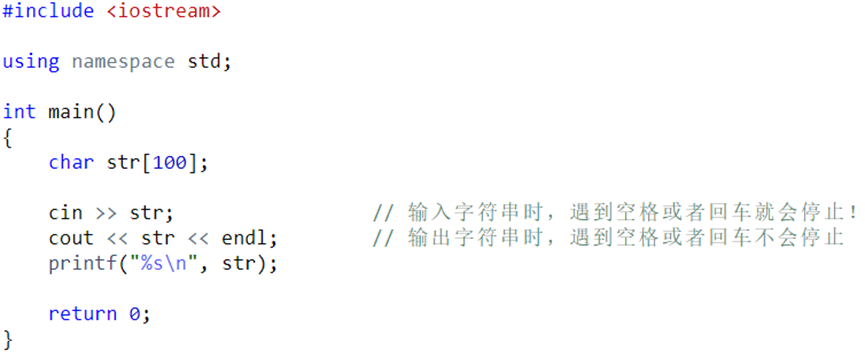 #include <iostream>
using namespace std;
int main()
{
char str[100];
cin >> str; // 输入字符串时，遇到空格或者回车就会停止！
cout << str << endl; // 输出字符串时，遇到空格或者回车不会停止
printf("%s\n", str);
return 0;
}